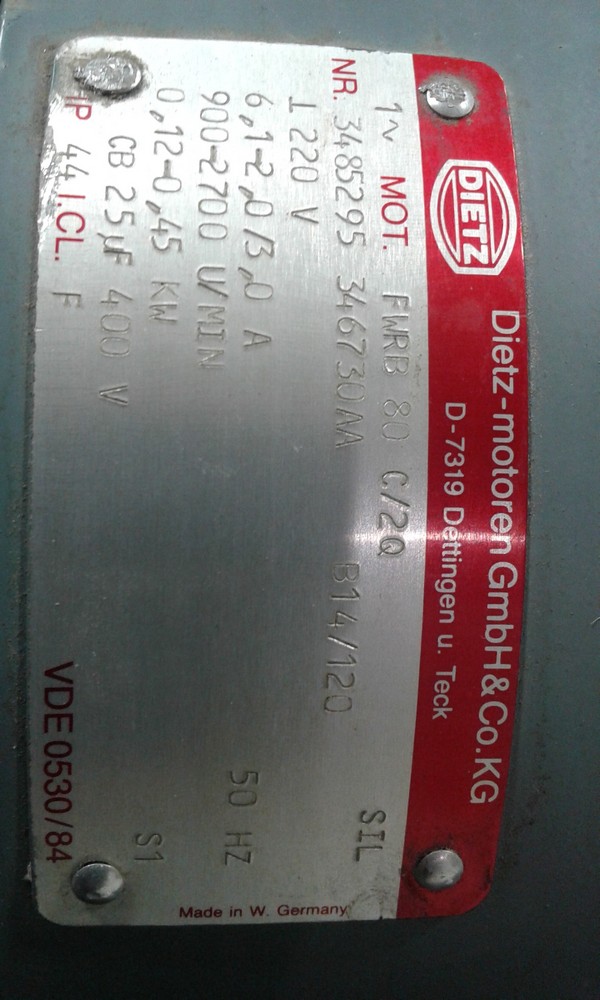 DIETZ
Dietz-motoren GmbH & Co. KG
D-7319 Dettingen u. Teck
1~ MOT. FWRB 80 C/2Q SIL
NR. 3485295 346730AA B14/120
⊥ 220 V
6,1-2,0/3,0 A 50 HZ
900-2700 U/MIN
0,12-0,45 KW S1
CB 25µF 400 V
IP 44 I.CL. F VDE 0530/84
Made in W. Germany